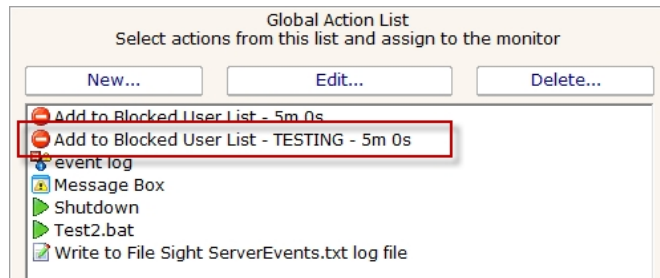 Global Action List
Select actions from this list and assign to the monitor
New... Edit... Delete...
Add to Blocked User List - 5m 0s
Add to Blocked User List - TESTING - 5m 0s
event log
Message Box
Shutdown
Test2.bat
Write to File Sight ServerEvents.txt log file